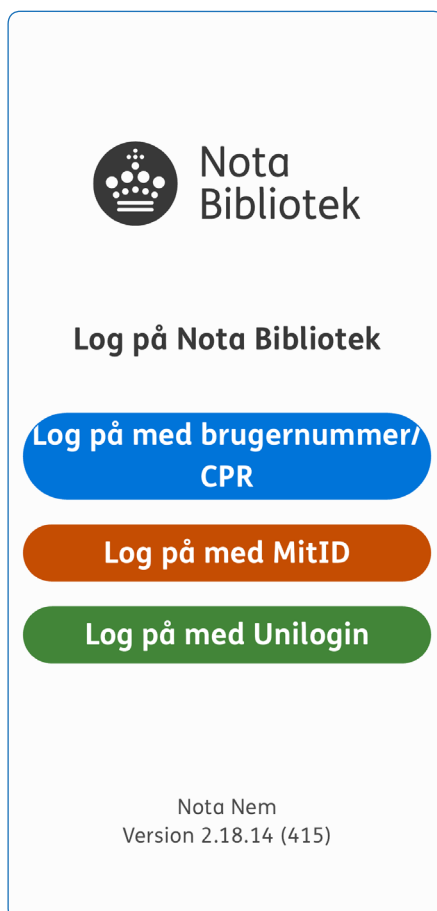 Nota
Bibliotek
Log på Nota Bibliotek
Log på med brugernummer/
CPR
Log på med MitID
Log på med Unilogin
Nota Nem
Version 2.18.14 (415)